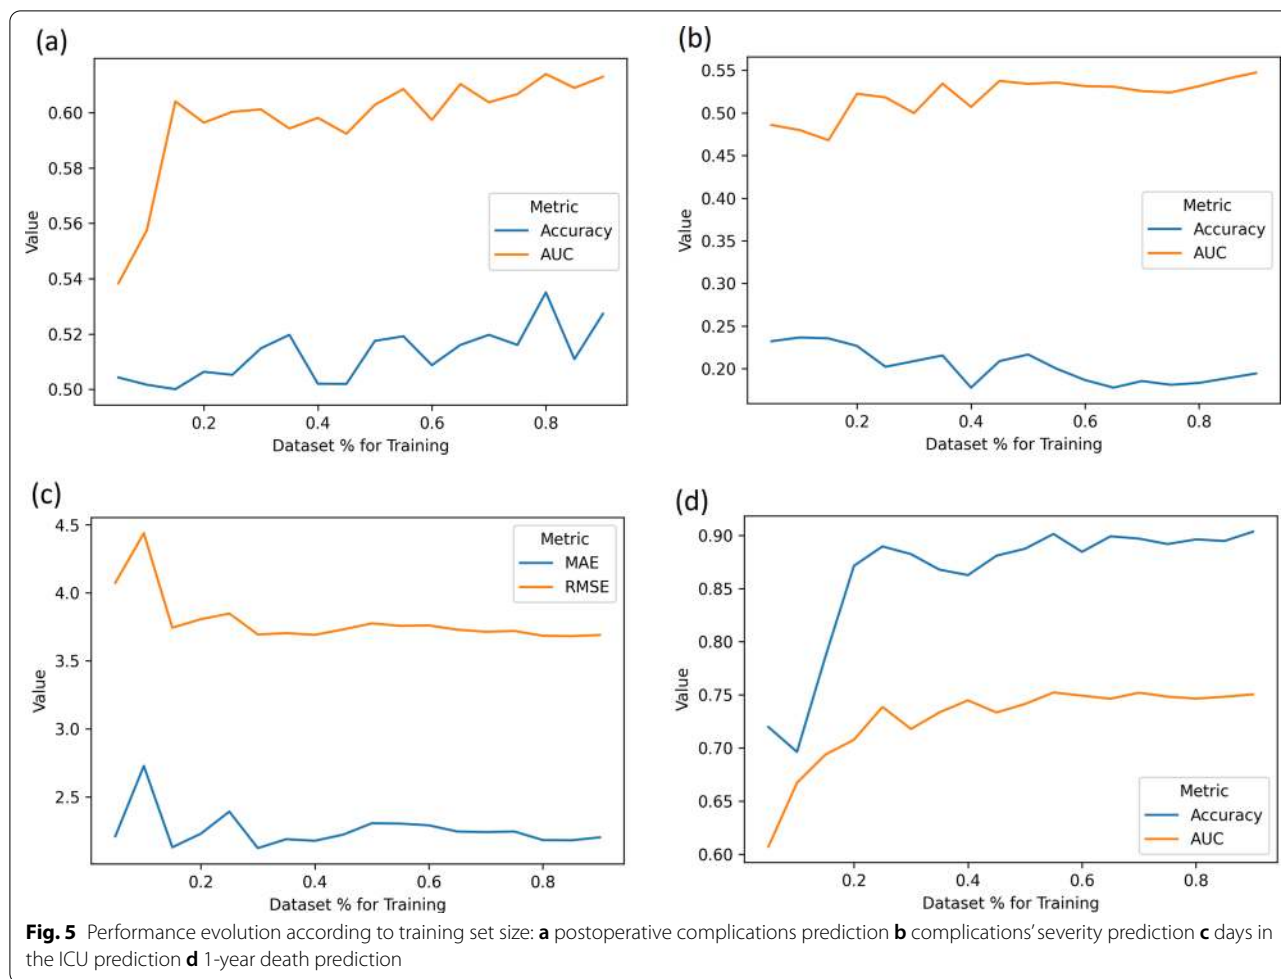 (a)
0.60
0.58
0.56
0.54
0.52
0.50
Value
Metric
Accuracy
AUC
0.2 0.4 0.6 0.8
Dataset % for Training
(b)
0.55
0.50
0.45
0.40
0.35
0.30
0.25
0.20
Value
Metric
Accuracy
AUC
0.2 0.4 0.6 0.8
Dataset % for Training
(c)
4.5
4.0
3.5
3.0
2.5
Value
Metric
MAE
RMSE
0.2 0.4 0.6 0.8
Dataset % for Training
(d)
0.90
0.85
0.80
0.75
0.70
0.65
0.60
Value
Metric
Accuracy
AUC
0.2 0.4 0.6 0.8
Dataset % for Training
Fig. 5 Performance evolution according to training set size: a postoperative complications prediction b complications' severity prediction c days in
the ICU prediction d 1-year death prediction